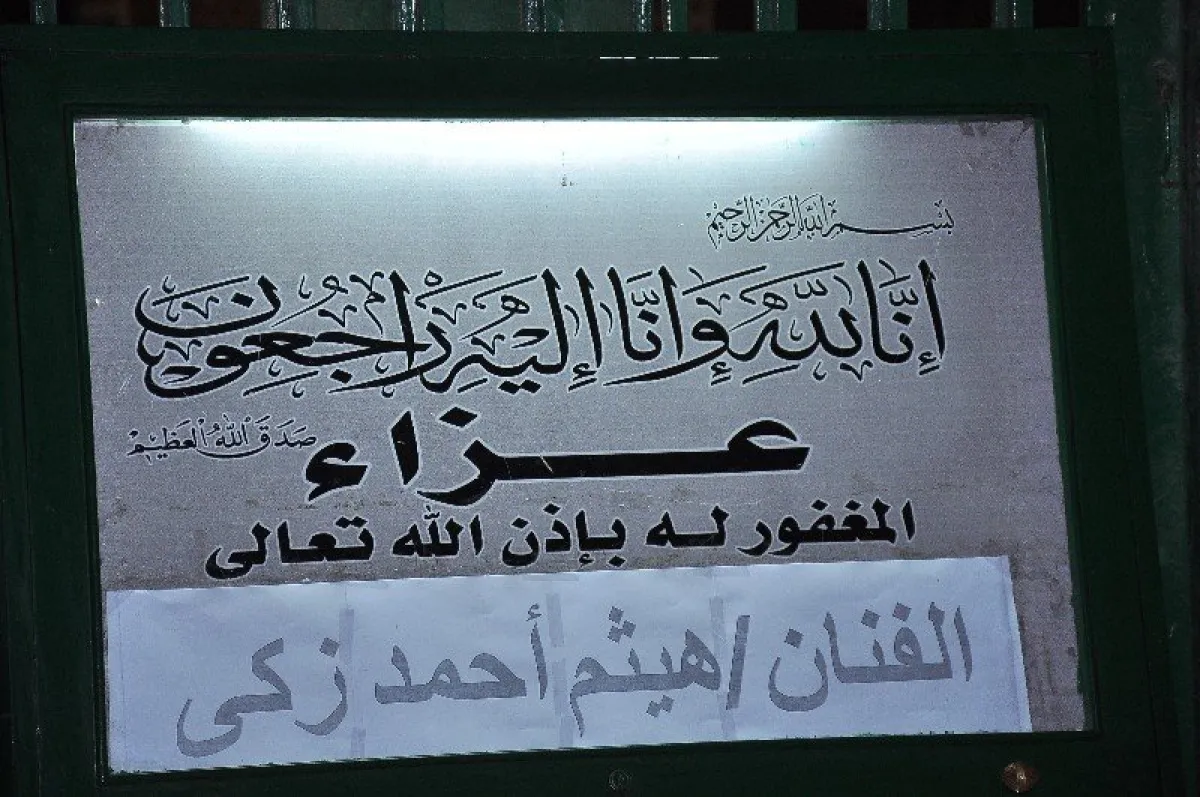 بسم الله الرحمن الرحيم
إنا لله وإنا إليه راجعون
صدق الله العظيم
عزاء
المغفور له بإذن الله تعالى
الفنان / هيثم أحمد زكى